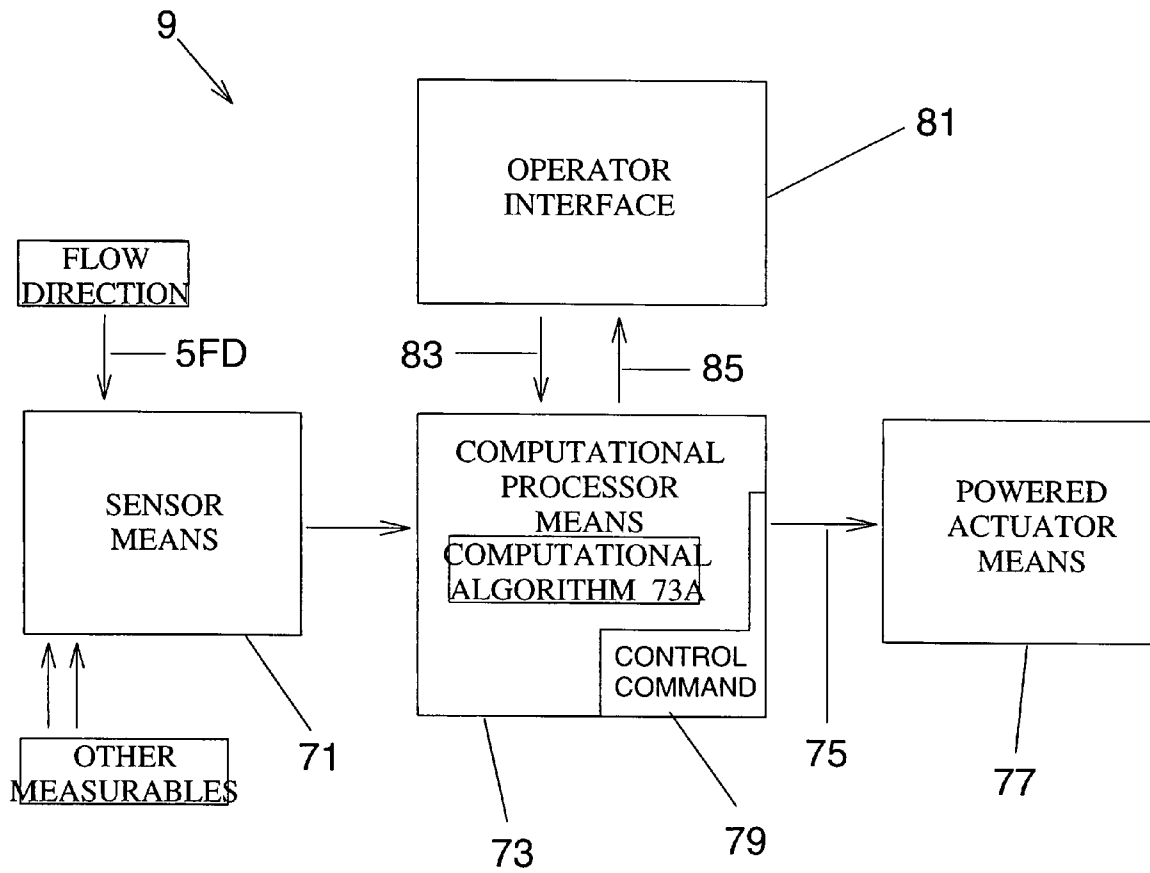 9
81
OPERATOR
INTERFACE
FLOW
DIRECTION
5FD
83
85
SENSOR
MEANS
COMPUTATIONAL
PROCESSOR
MEANS
COMPUTATIONAL
ALGORITHM 73A
POWERED
ACTUATOR
MEANS
CONTROL
COMMAND
OTHER
MEASURABLES
71
73
79
75
77